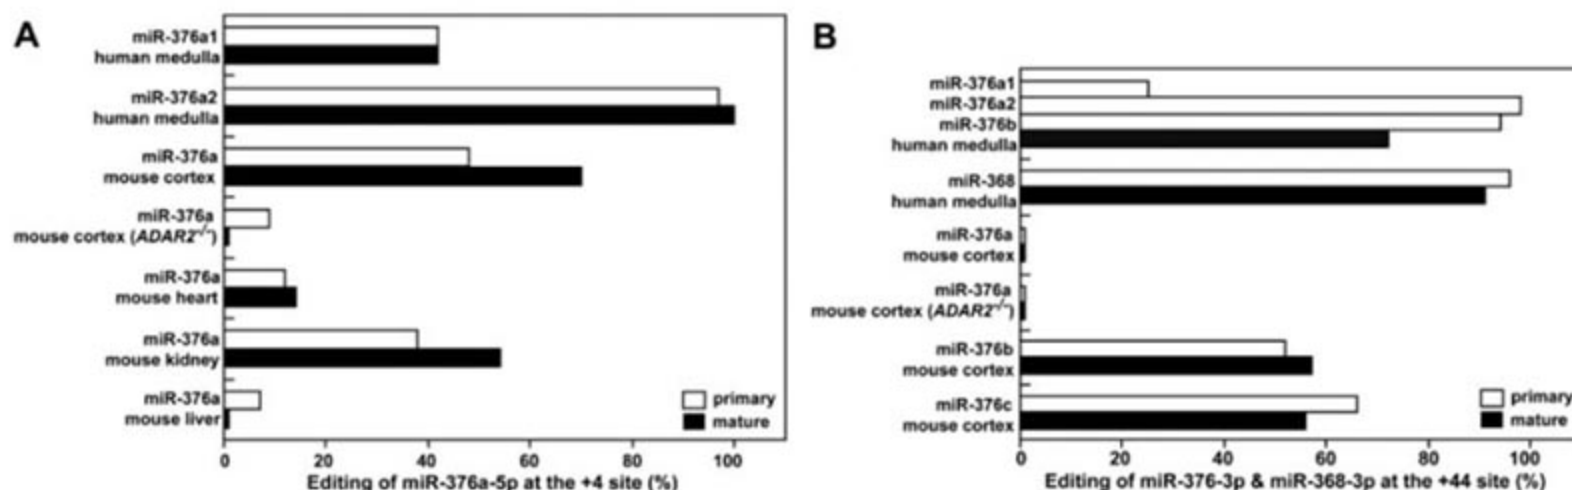 A
miR-376a1
human medulla
miR-376a2
human medulla
miR-376a
mouse cortex
miR-376a
mouse cortex (ADAR2-/-)
miR-376a
mouse heart
miR-376a
mouse kidney
miR-376a
mouse liver
primary
mature
0 20 40 60 80 100
Editing of miR-376a-5p at the +4 site (%)
B
miR-376a1
miR-376a2
miR-376b
human medulla
miR-368
human medulla
miR-376a
mouse cortex
miR-376a
mouse cortex (ADAR2-/-)
miR-376b
mouse cortex
miR-376c
mouse cortex
primary
mature
0 20 40 60 80 100
Editing of miR-376-3p & miR-368-3p at the +44 site (%)